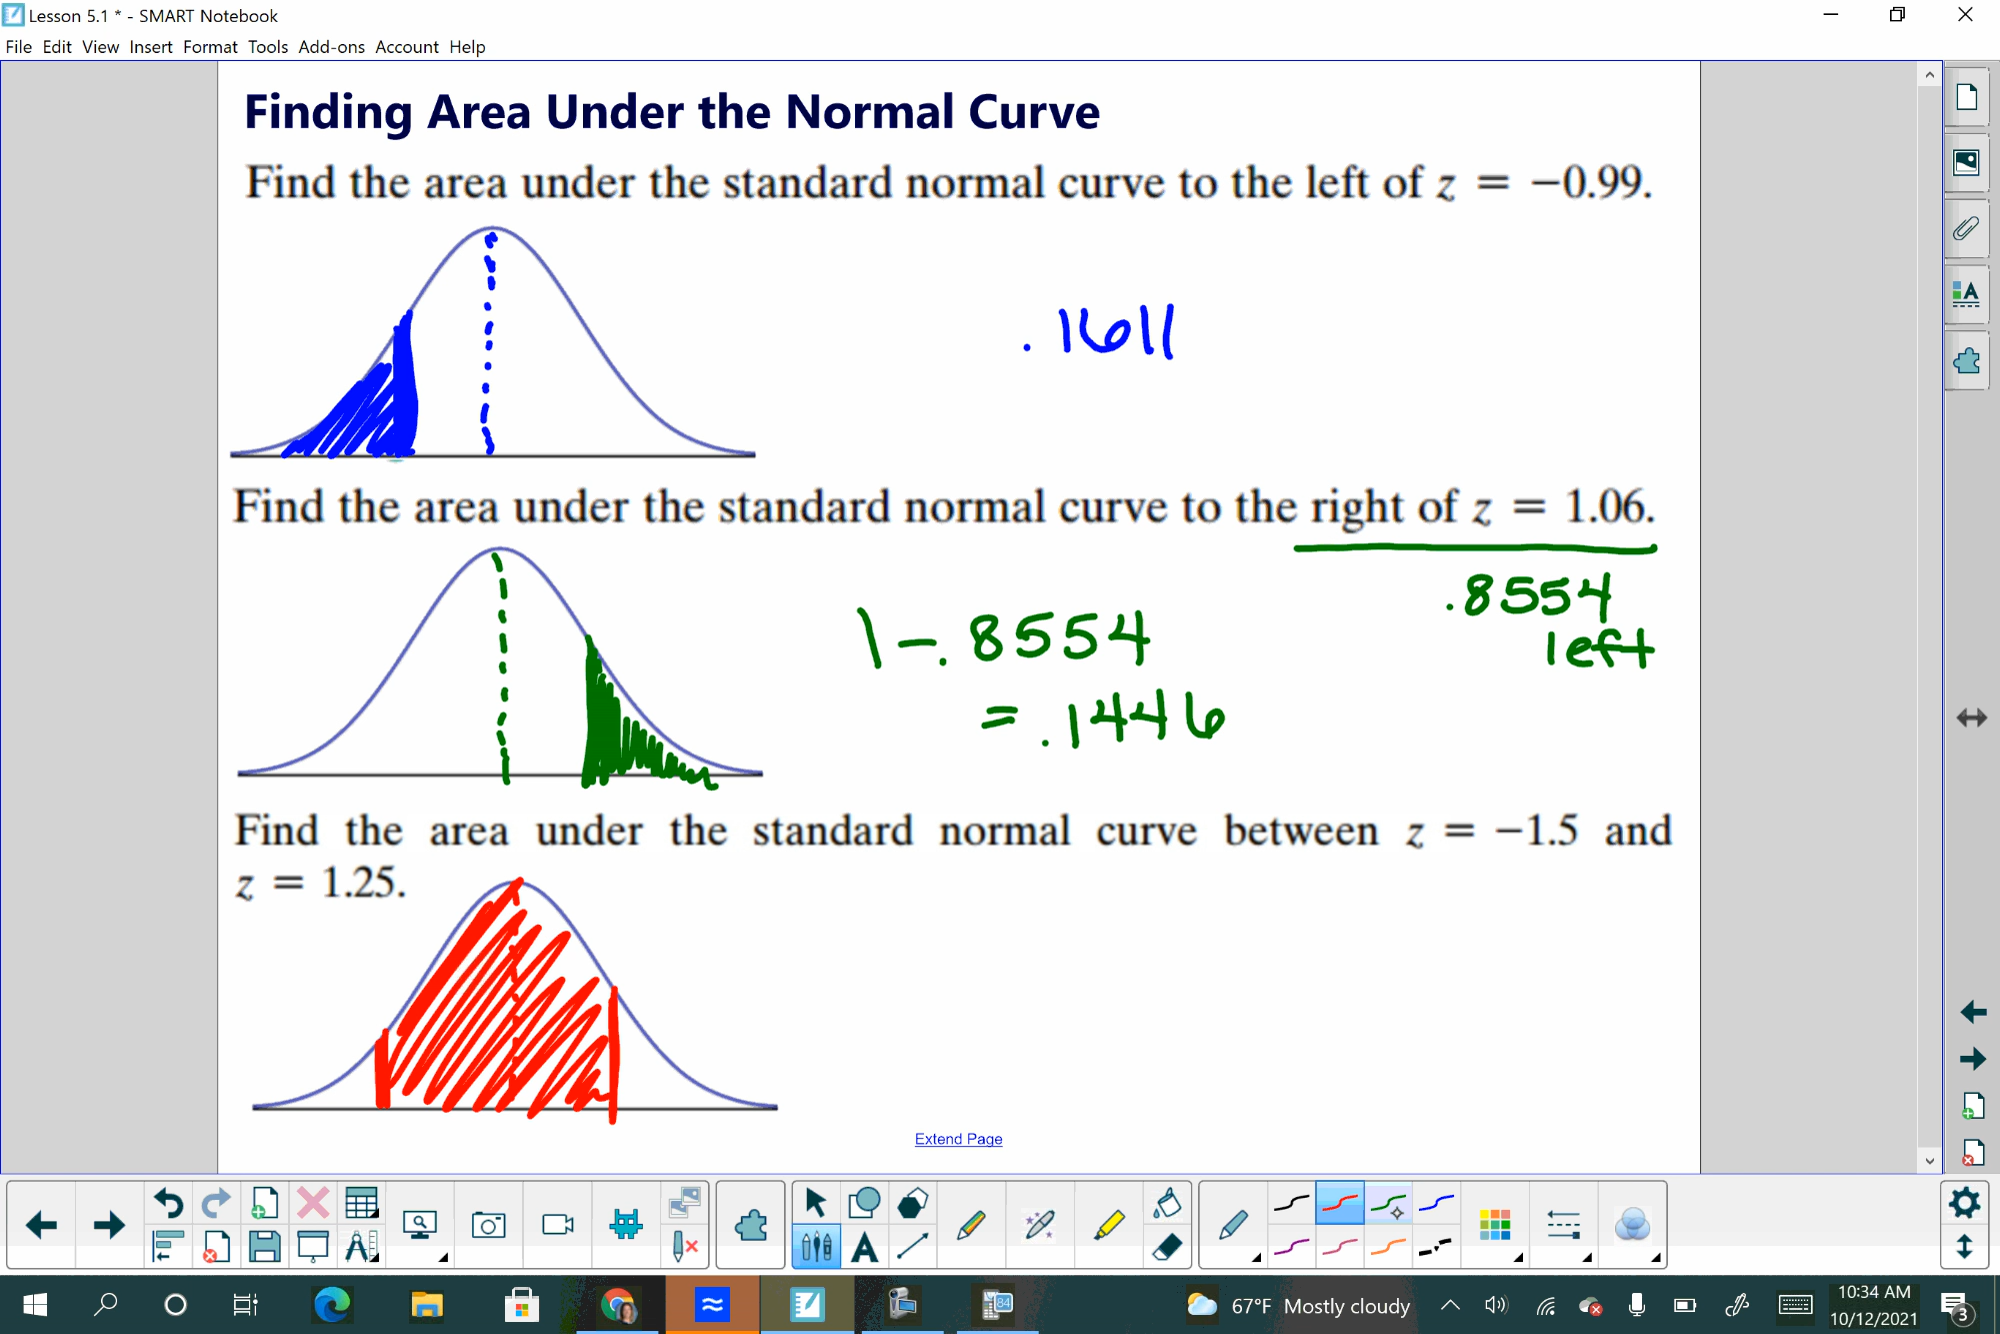 Lesson 5.1 * - SMART Notebook
File Edit View Insert Format Tools Add-ons Account Help
Finding Area Under the Normal Curve
Find the area under the standard normal curve to the left of z = −0.99.
.1611
Find the area under the standard normal curve to the right of z = 1.06.
.8554
left
1-.8554
= .1446
Find the area under the standard normal curve between z = −1.5 and
z = 1.25.
Extend Page
A
A
84
67°F Mostly cloudy
10:34 AM
10/12/2021
3